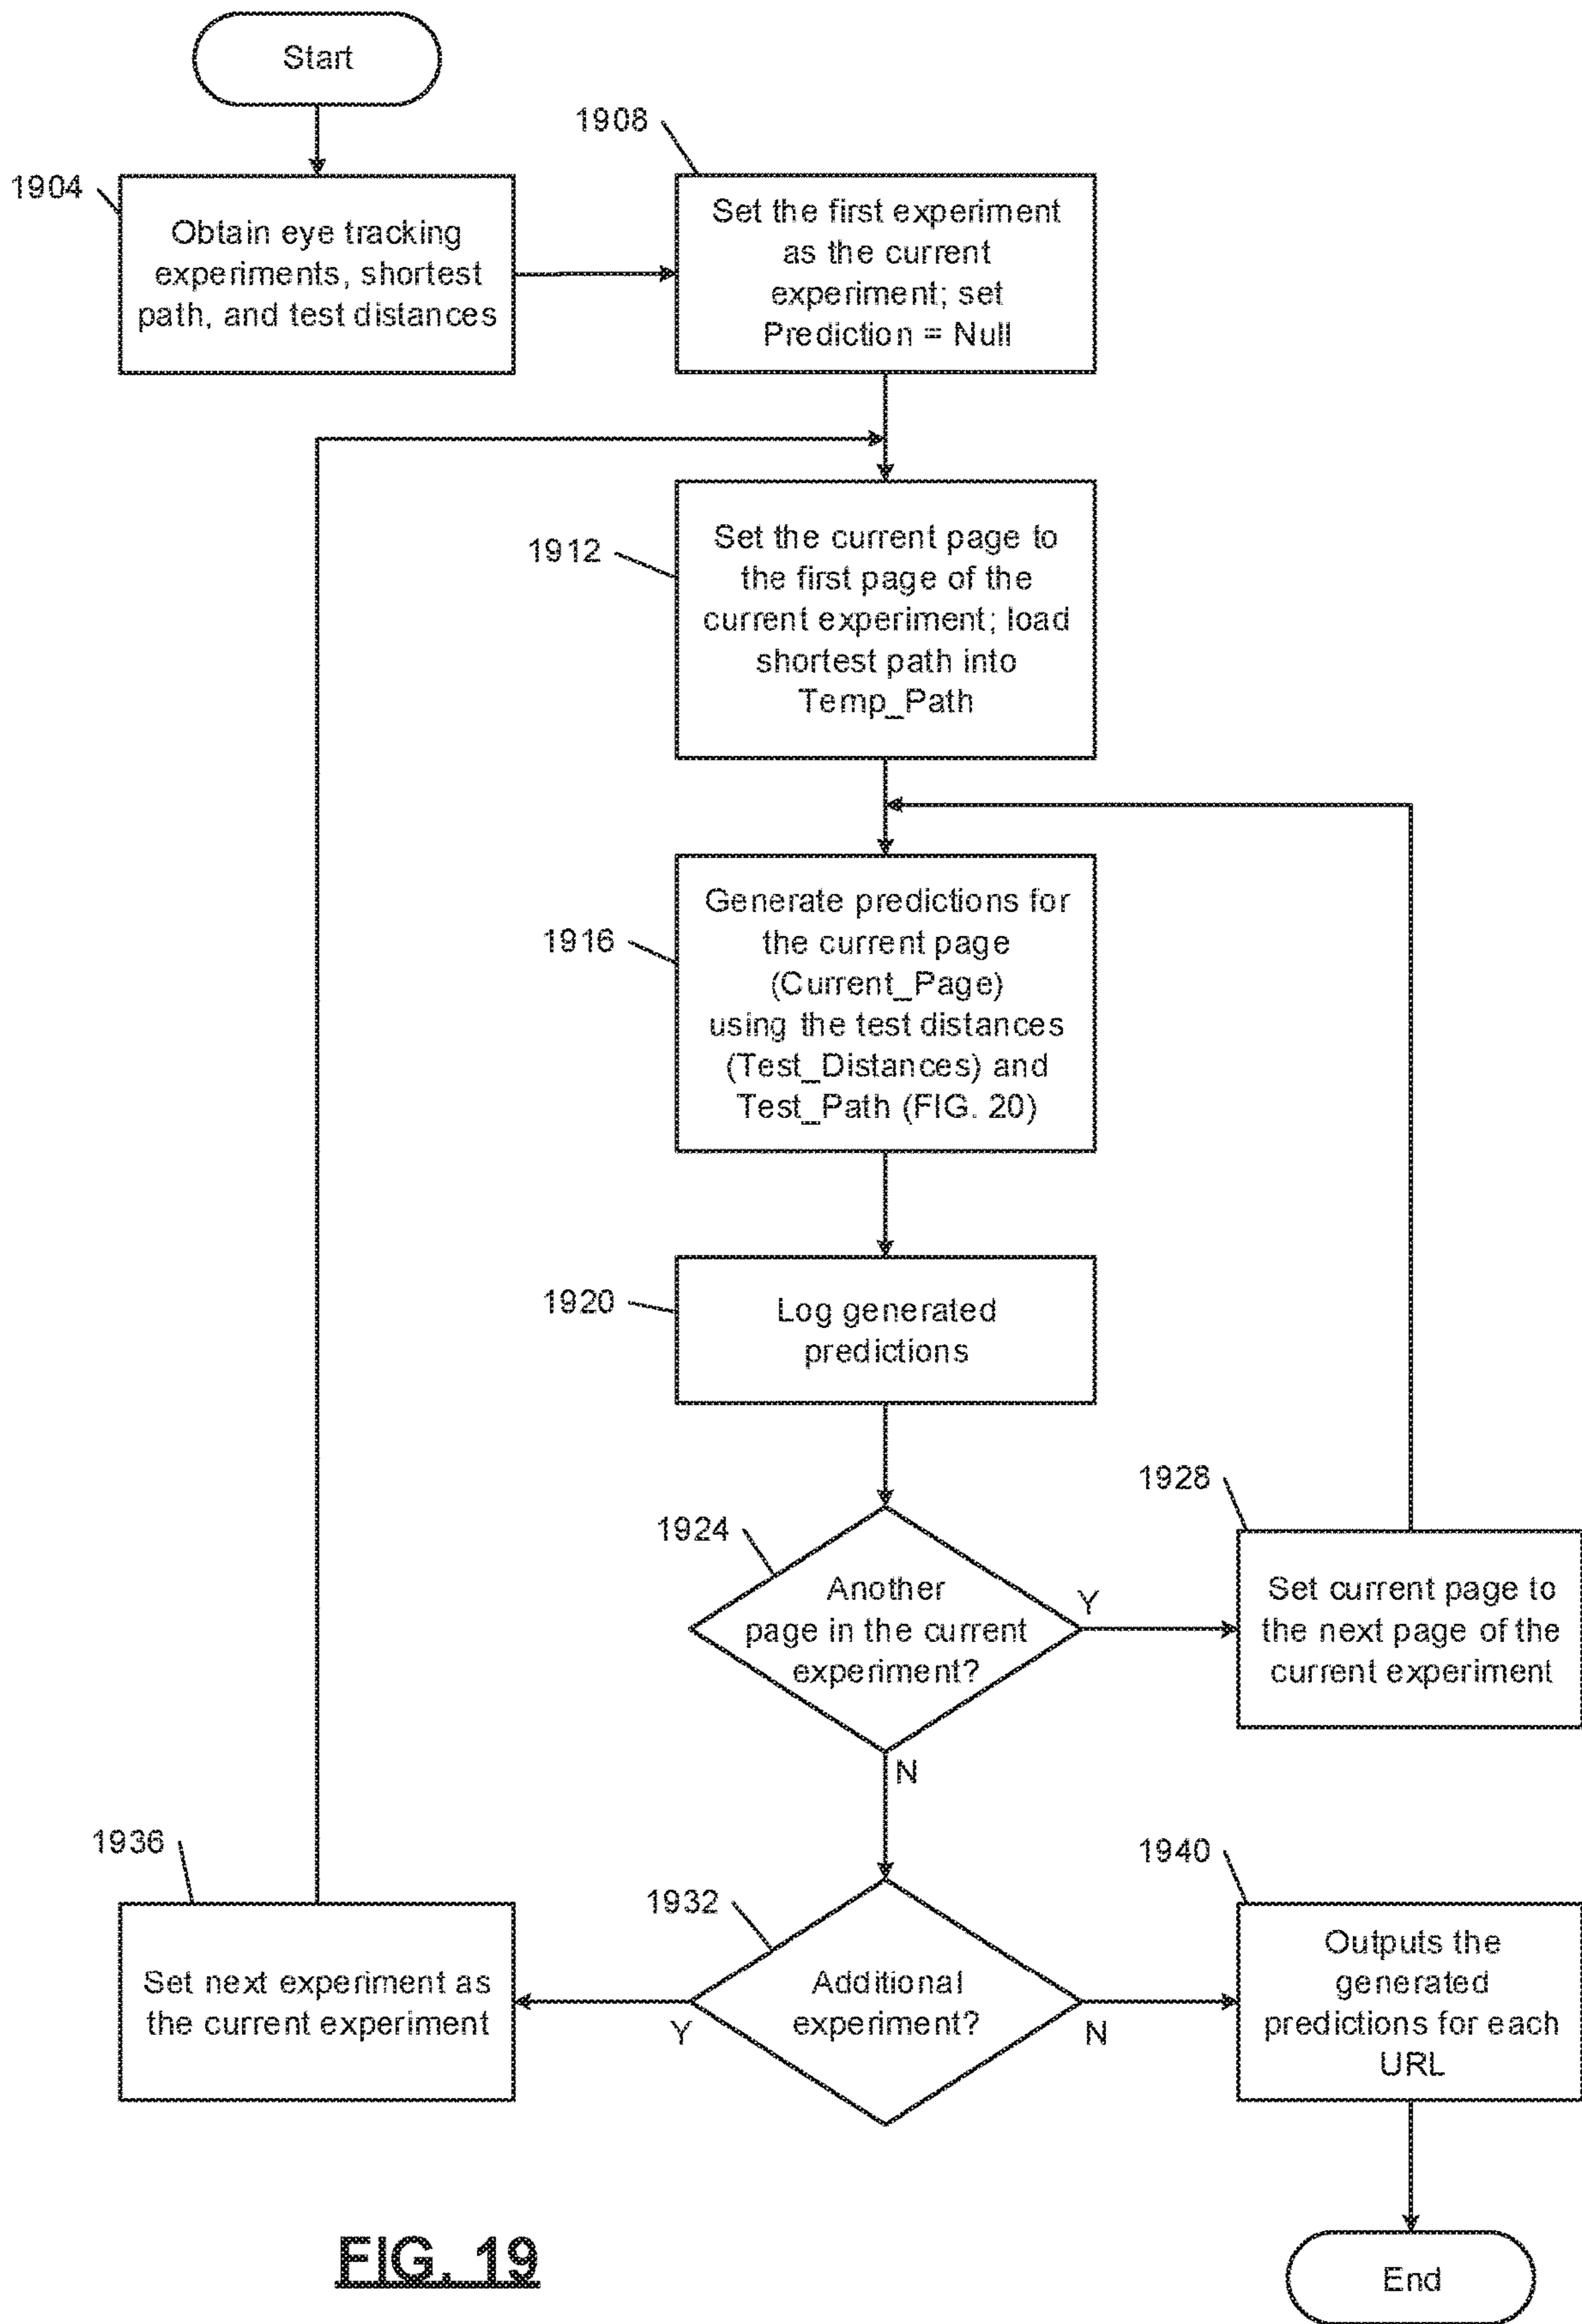 Start
1904
Obtain eye tracking
experiments, shortest
path, and test distances
1908
Set the first experiment
as the current
experiment; set
Prediction = Null
1912
Set the current page to
the first page of the
current experiment; load
shortest path into
Temp_Path
1916
Generate predictions for
the current page
(Current_Page)
using the test distances
(Test_Distances) and
Test_Path (FIG. 20)
1920
Log generated
predictions
1924
Another
page in the current
experiment?
Y
N
1928
Set current page to
the next page of the
current experiment
1932
Additional
experiment?
Y
N
1936
Set next experiment as
the current experiment
1940
Outputs the
generated
predictions for each
URL
End
FIG. 19